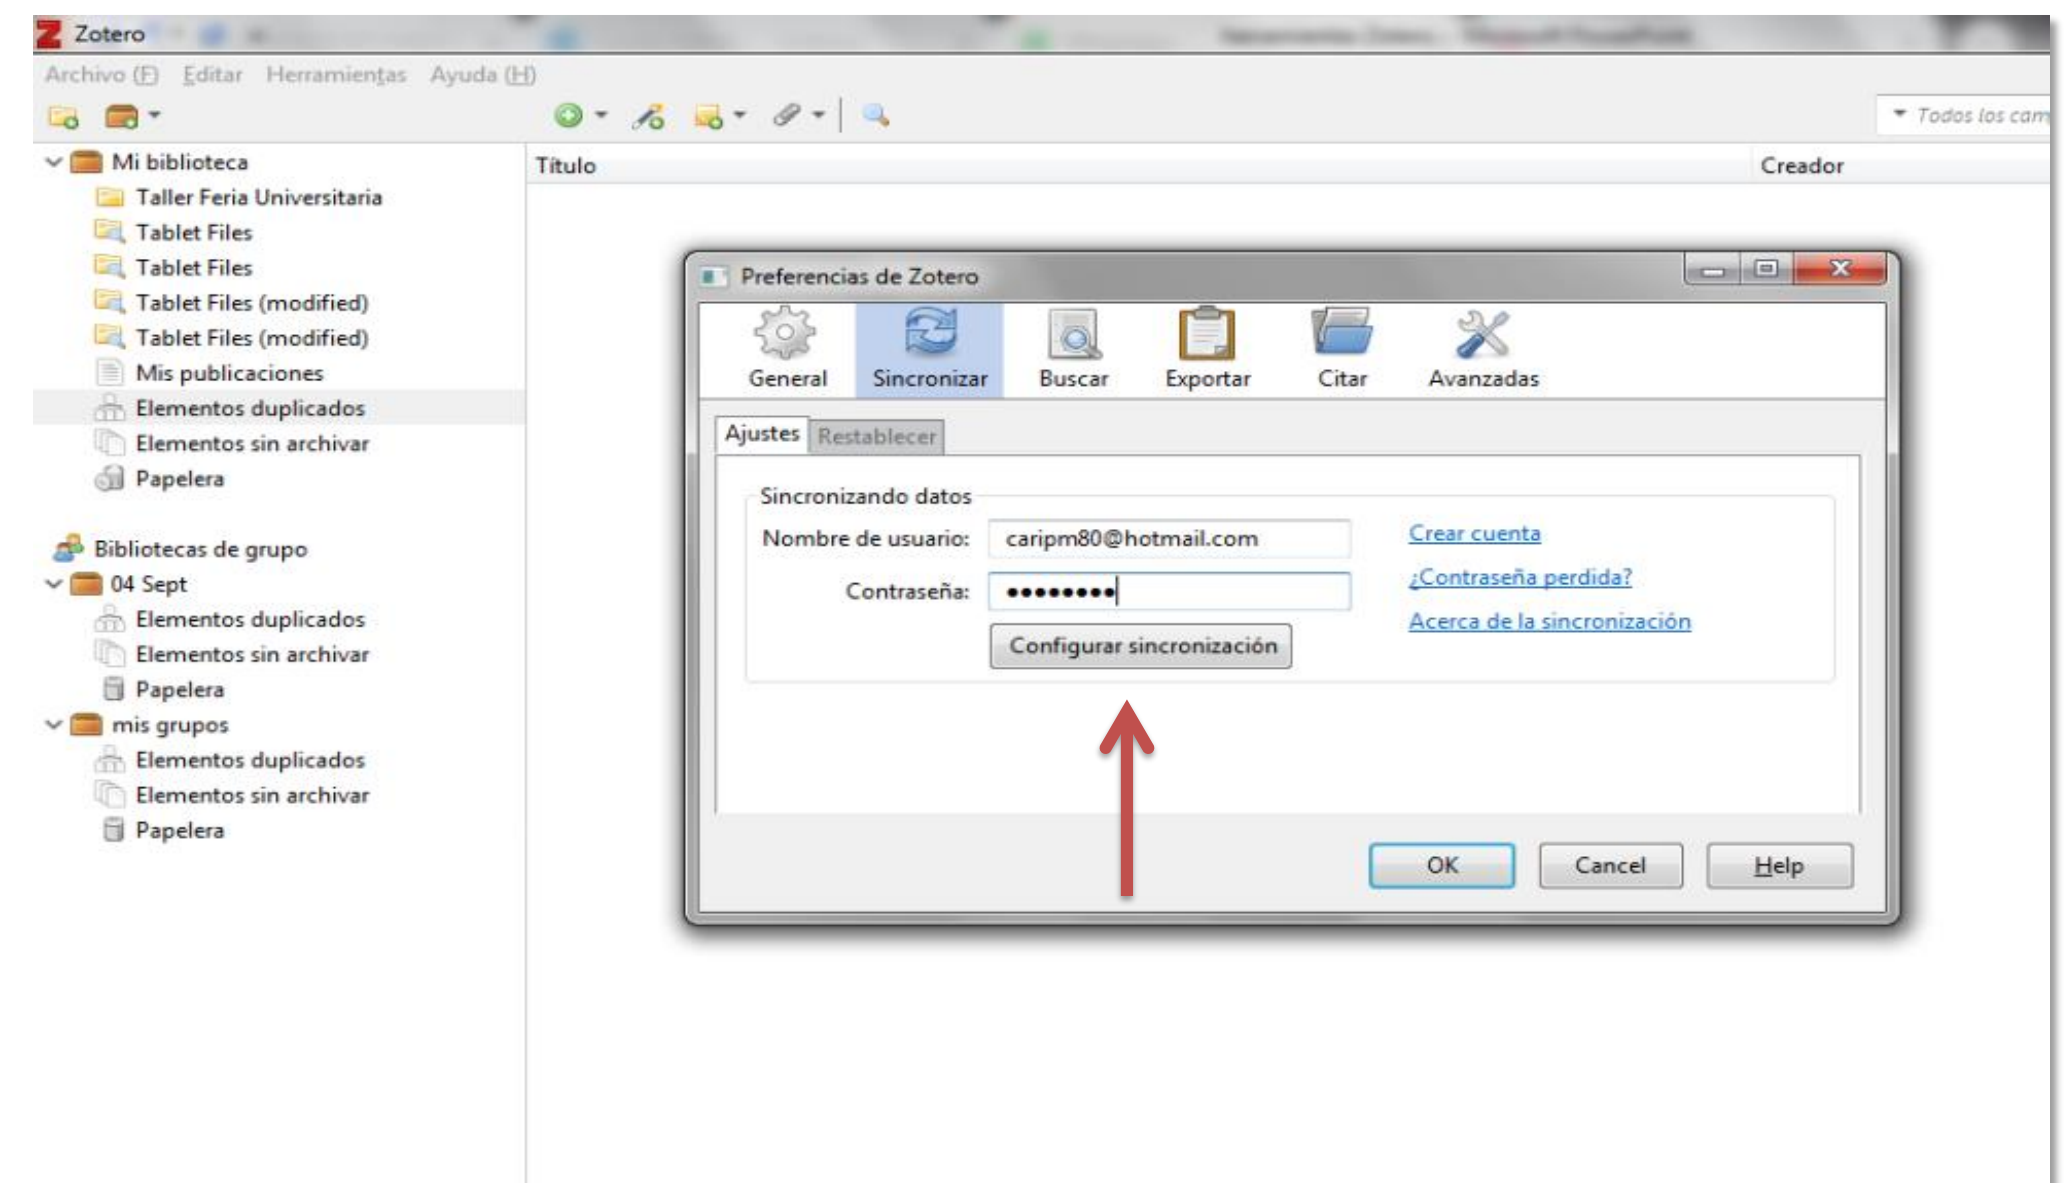 Zotero
Archivo (F) Editar Herramientas Ayuda (H)
Todos los cam
Mi biblioteca
Taller Feria Universitaria
Tablet Files
Tablet Files
Tablet Files (modified)
Tablet Files (modified)
Mis publicaciones
Elementos duplicados
Elementos sin archivar
Papelera
Bibliotecas de grupo
04 Sept
Elementos duplicados
Elementos sin archivar
Papelera
mis grupos
Elementos duplicados
Elementos sin archivar
Papelera
Título Creador
Preferencias de Zotero
General Sincronizar Buscar Exportar Citar Avanzadas
Ajustes Restablecer
Sincronizando datos
Nombre de usuario: caripm80@hotmail.com Crear cuenta
Contraseña: ¿Contraseña perdida?
Configurar sincronización Acerca de la sincronización
OK Cancel Help